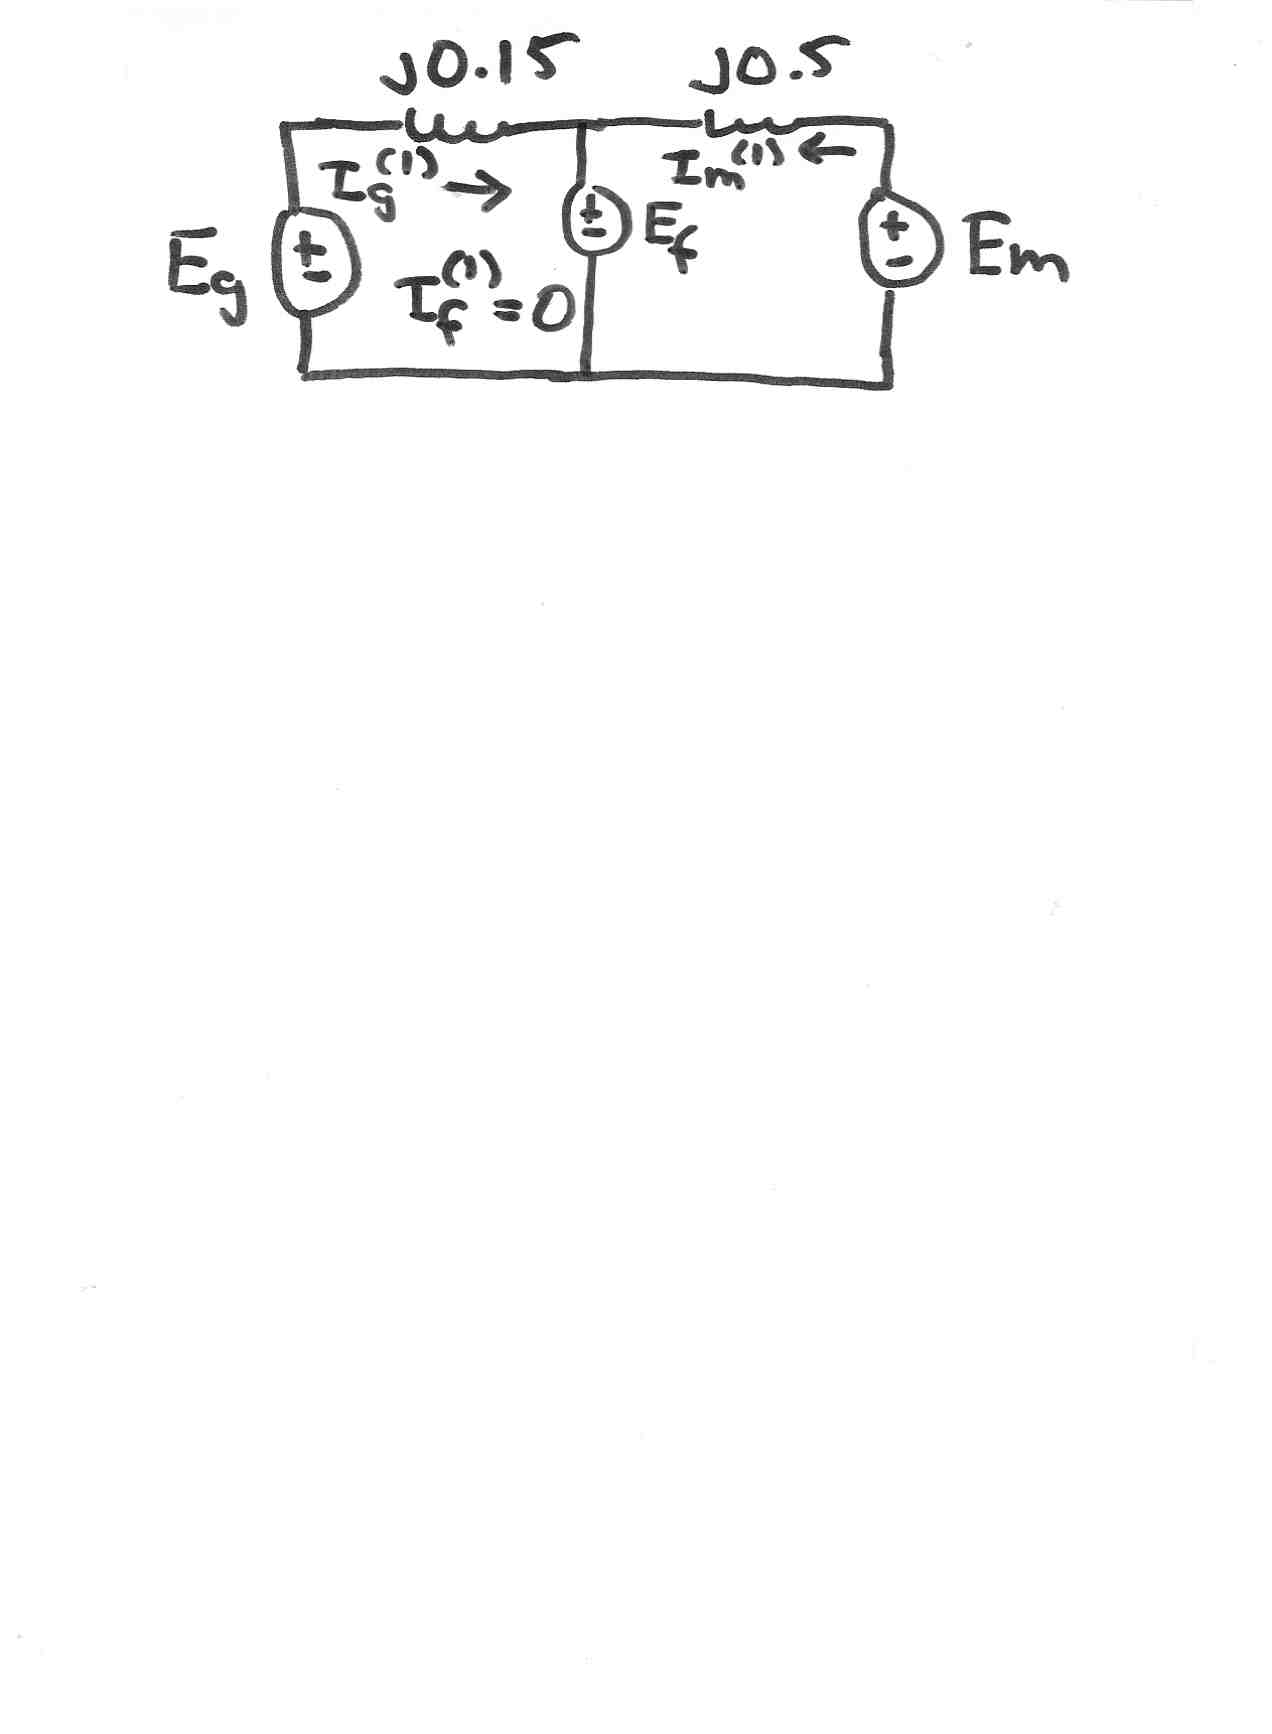 j0.15 j0.5
Ig(1) → Im(1) ←
Eg + - If(1) = 0 + - Ef + - Em